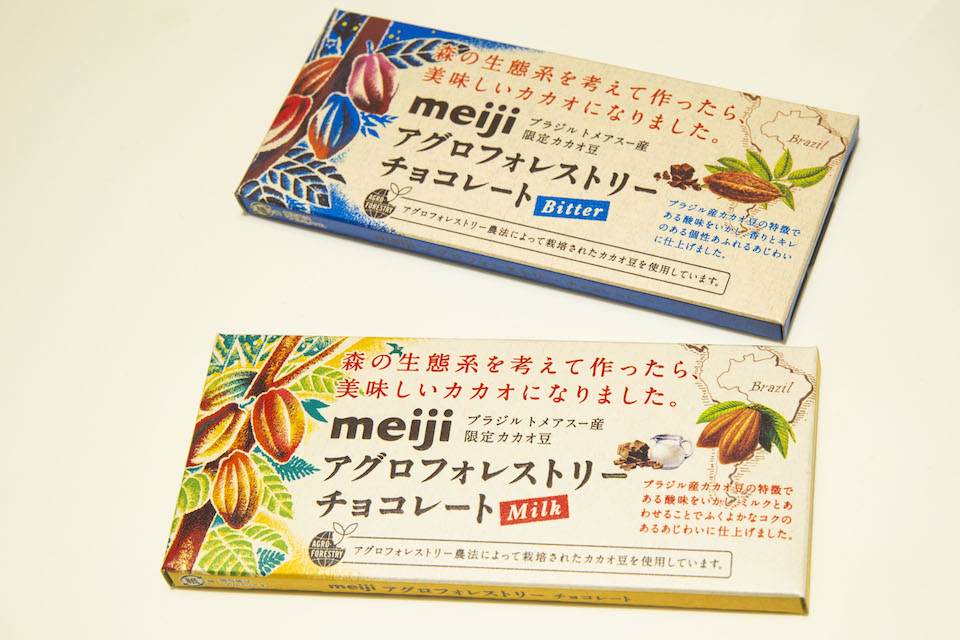 森の生態系を考えて作ったら、
美味しいカカオになりました。
meiji
ブラジルトメアスー産
限定カカオ豆
アグロフォレストリー
チョコレート Bitter
Brazil
AGRO-
FORESTRY
アグロフォレストリー農法によって栽培されたカカオ豆を使用しています。
ブラジル産カカオ豆の特徴で
ある酸味をいかし、香りとキレ
のある個性あふれるあじわい
に仕上げました。
meiji
森の生態系を考えて作ったら、
美味しいカカオになりました。
meiji
ブラジルトメアスー産
限定カカオ豆
アグロフォレストリー
チョコレート Milk
Brazil
AGRO-
FORESTRY
アグロフォレストリー農法によって栽培されたカカオ豆を使用しています。
ブラジル産カカオ豆の特徴で
ある酸味をいかし、ミルクとあ
わせることでふくよかなコクの
あるあじわいに仕上げました。
紙
meiji アグロフォレストリー チョコレート